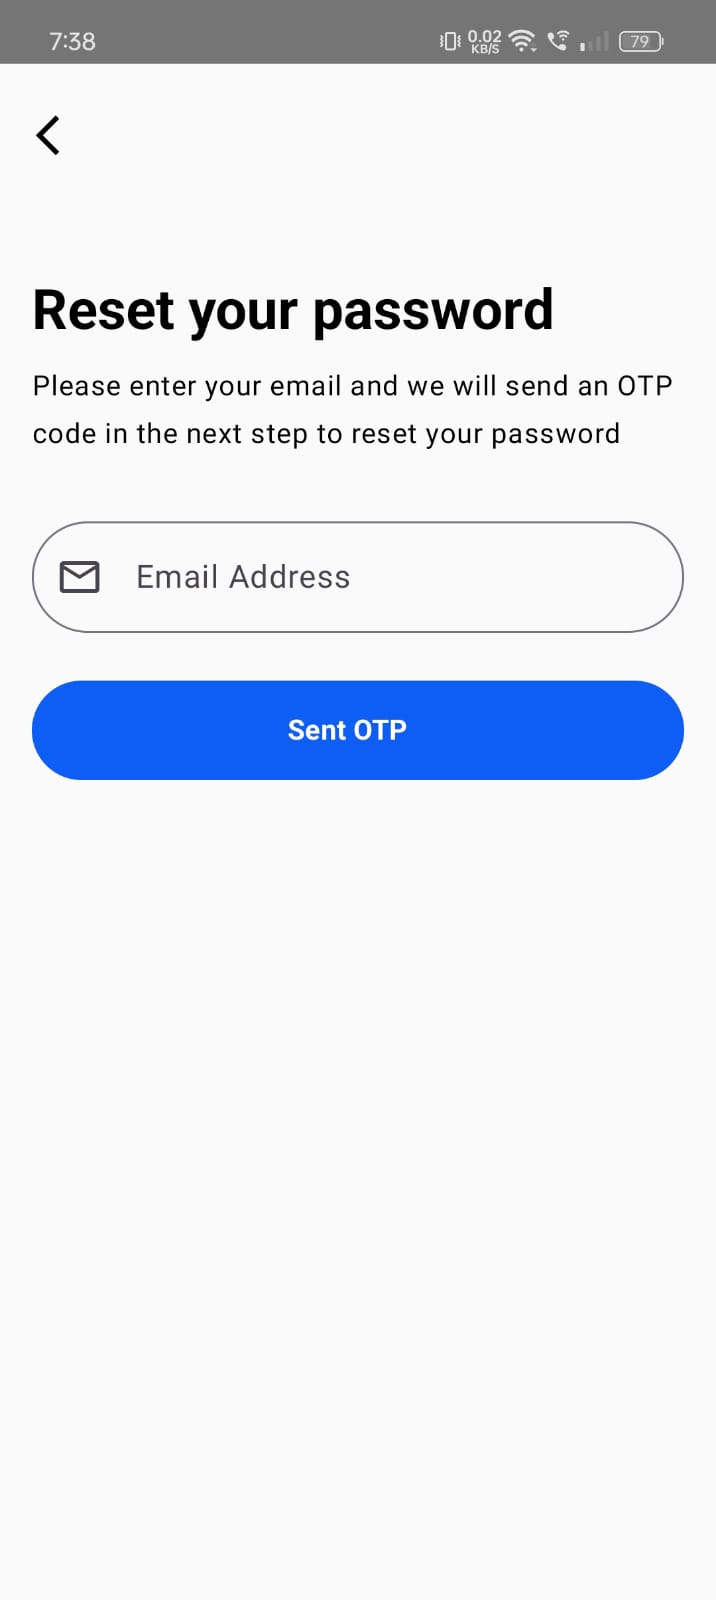 7:38
0.02
KB/S
79
Reset your password
Please enter your email and we will send an OTP
code in the next step to reset your password
Email Address
Sent OTP